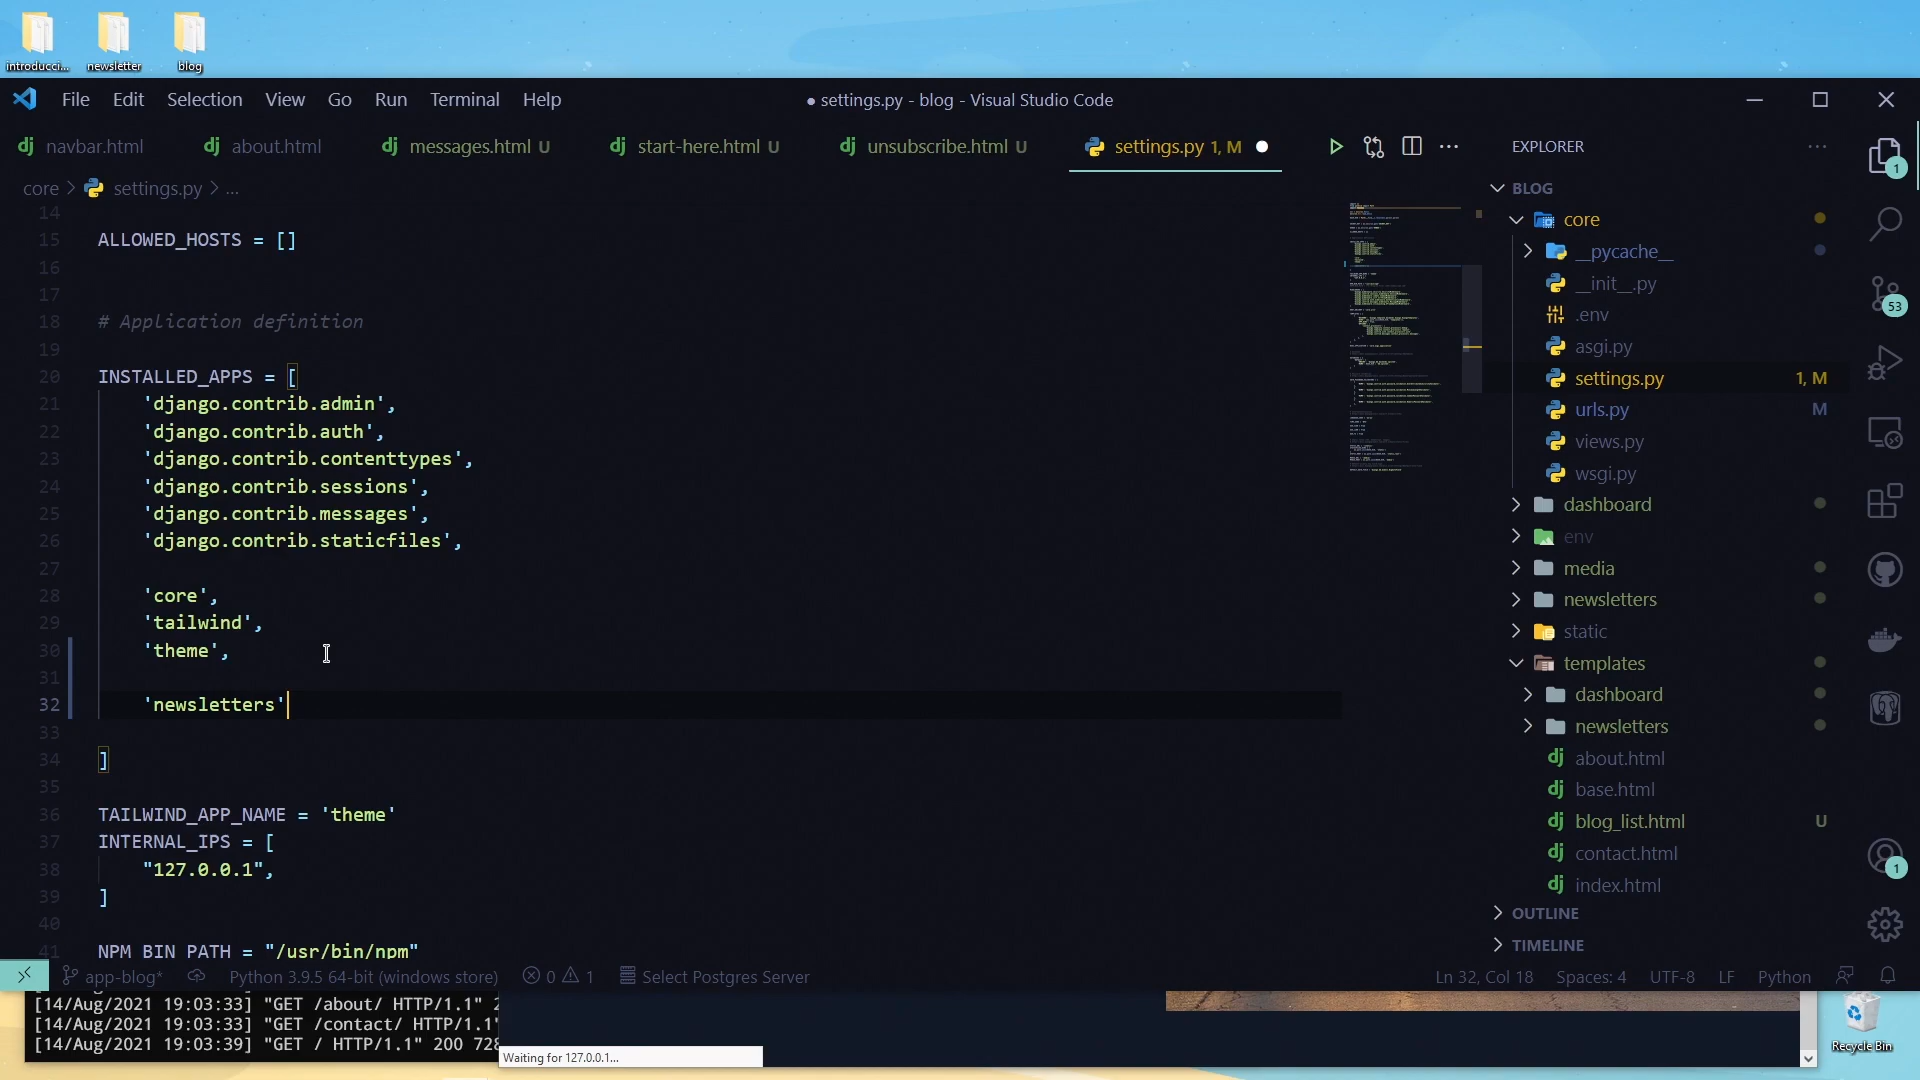 introducci...
newsletter
blog
File Edit Selection View Go Run Terminal Help
● settings.py - blog - Visual Studio Code
navbar.html
about.html
messages.html U
start-here.html U
unsubscribe.html U
settings.py 1, M
EXPLORER
core > settings.py > ...
14
15 ALLOWED_HOSTS = []
16
17
18 # Application definition
19
20 INSTALLED_APPS = [
21 'django.contrib.admin',
22 'django.contrib.auth',
23 'django.contrib.contenttypes',
24 'django.contrib.sessions',
25 'django.contrib.messages',
26 'django.contrib.staticfiles',
27
28 'core',
29 'tailwind',
30 'theme',
31
32 'newsletters'
33
34 ]
35
36 TAILWIND_APP_NAME = 'theme'
37 INTERNAL_IPS = [
38 "127.0.0.1",
39 ]
40
41 NPM_BIN_PATH = "/usr/bin/npm"
BLOG
core
__pycache__
__init__.py
.env
asgi.py
settings.py 1, M
urls.py M
views.py
wsgi.py
dashboard
env
media
newsletters
static
templates
dashboard
newsletters
about.html
base.html
blog_list.html U
contact.html
index.html
OUTLINE
TIMELINE
1
53
1
app-blog* Python 3.9.5 64-bit (windows store) 0 1 Select Postgres Server
Ln 32, Col 18 Spaces: 4 UTF-8 LF Python
[14/Aug/2021 19:03:33] "GET /about/ HTTP/1.1" 2
[14/Aug/2021 19:03:33] "GET /contact/ HTTP/1.1"
[14/Aug/2021 19:03:39] "GET / HTTP/1.1" 200 728
Waiting for 127.0.0.1...
Recycle Bin